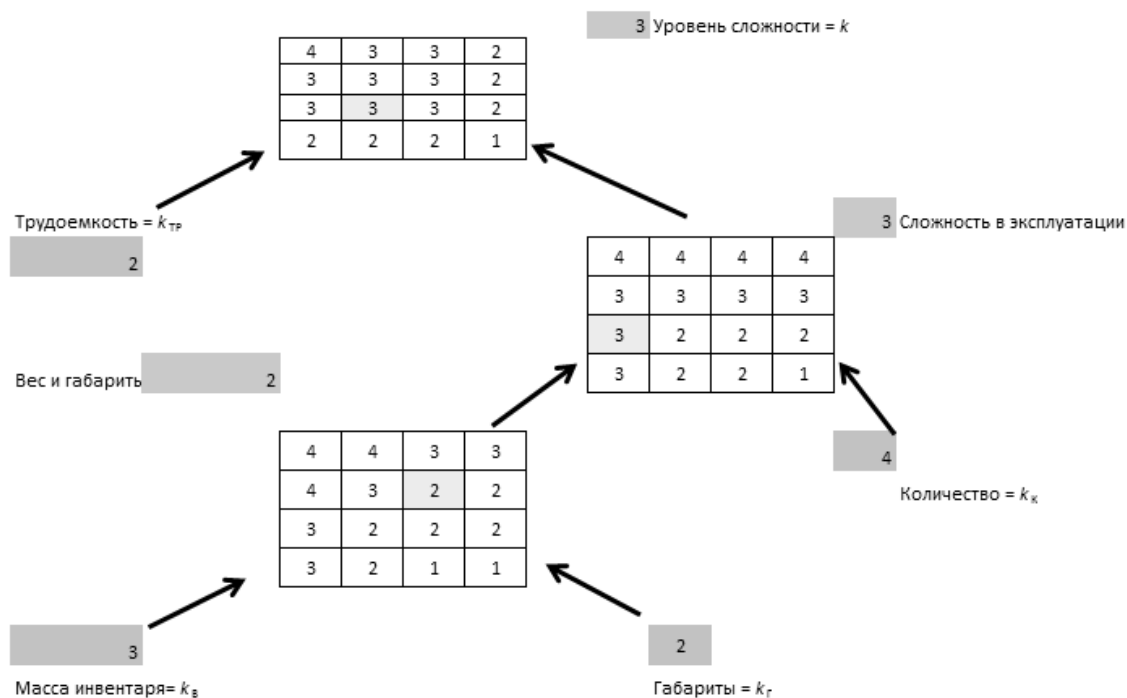 3 Уровень сложности = k
4 3 3 2
3 3 3 2
3 3 3 2
2 2 2 1
Трудоемкость = kТР
2
3 Сложность в эксплуатации
4 4 4 4
3 3 3 3
3 2 2 2
3 2 2 1
Вес и габариты 2
4 4 3 3
4 3 2 2
3 2 2 2
3 2 1 1
4
Количество = kк
3
Масса инвентаря= kв
2
Габариты = kг